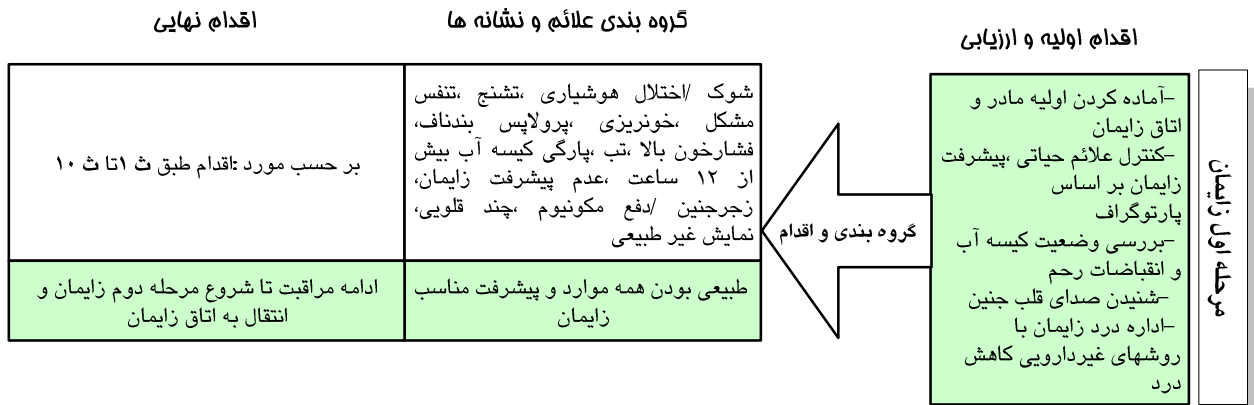 اقدام اولیه و ارزیابی
گروه بندی علائم و نشانه ها
اقدام نهایی
مرحله اول زایمان
–آماده کردن اولیه مادر و
اتاق زایمان
–کنترل علائم حیاتی ،پیشرفت
زایمان بر اساس
پارتوگراف
–بررسی وضعیت کیسه آب
و انقباضات رحم
–شنیدن صدای قلب جنین
–اداره درد زایمان با
روشهای غیردارویی کاهش
درد
گروه بندی و اقدام
شوک /اختلال هوشیاری ،تشنج ،تنفس
مشکل ،خونریزی ،پرولاپس بندناف،
فشارخون بالا ،تب ،پارگی کیسه آب بیش
از ۱۲ ساعت ،عدم پیشرفت زایمان،
زجرجنین /دفع مکونیوم ،چند قلویی،
نمایش غیر طبیعی
بر حسب مورد :اقدام طبق ث ۱تا ث ۱۰
طبیعی بودن همه موارد و پیشرفت مناسب
زایمان
ادامه مراقبت تا شروع مرحله دوم زایمان و
انتقال به اتاق زایمان